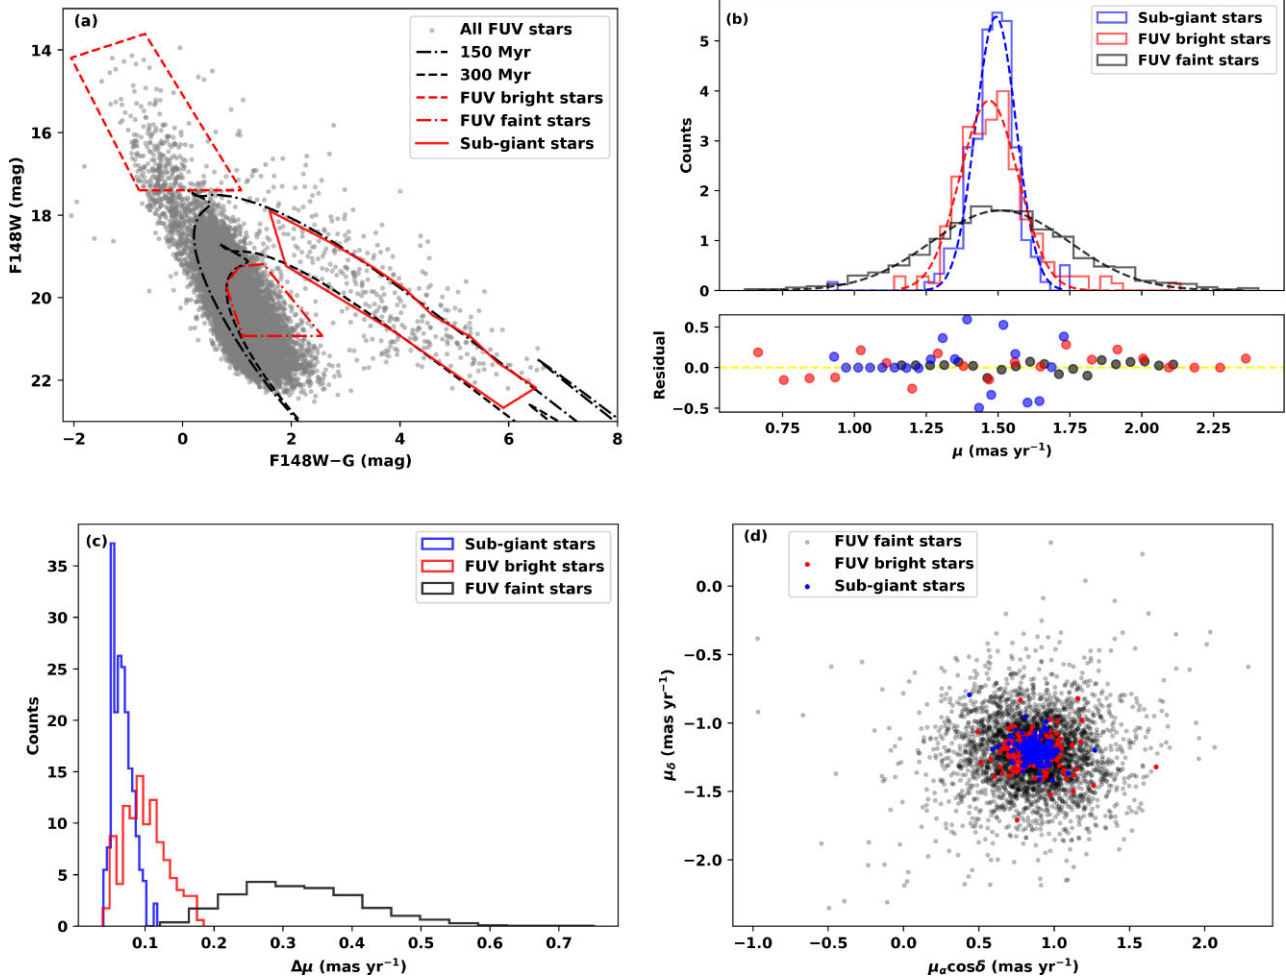 (a)
All FUV stars
150 Myr
300 Myr
FUV bright stars
FUV faint stars
Sub-giant stars
14
16
18
20
22
F148W (mag)
−2
0
2
4
6
8
F148W−G (mag)
(b)
Sub-giant stars
FUV bright stars
FUV faint stars
5
4
3
2
1
0
Counts
0.5
0.0
−0.5
Residual
0.75
1.00
1.25
1.50
1.75
2.00
2.25
μ (mas yr⁻¹)
(c)
Sub-giant stars
FUV bright stars
FUV faint stars
35
30
25
20
15
10
5
0
Counts
0.1
0.2
0.3
0.4
0.5
0.6
0.7
Δμ (mas yr⁻¹)
(d)
FUV faint stars
FUV bright stars
Sub-giant stars
0.0
−0.5
−1.0
−1.5
−2.0
μ_δ (mas yr⁻¹)
−1.0
−0.5
0.0
0.5
1.0
1.5
2.0
μ_αcosδ (mas yr⁻¹)